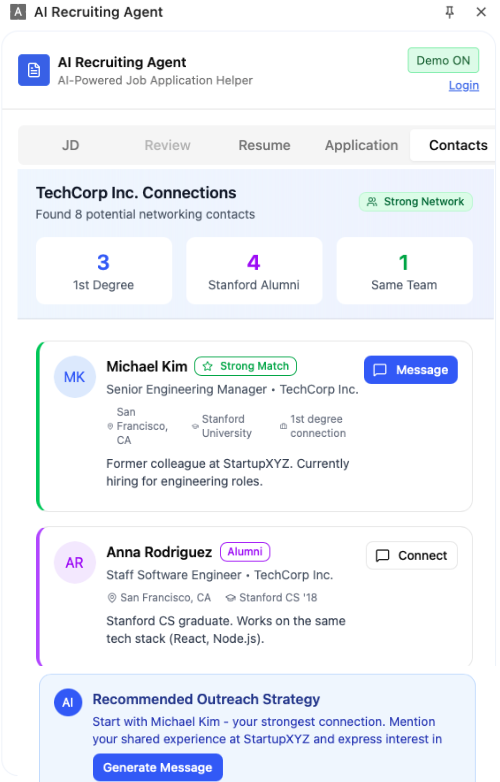 A AI Recruiting Agent
AI Recruiting Agent
AI-Powered Job Application Helper
Demo ON
Login
JD Review Resume Application Contacts
TechCorp Inc. Connections
Found 8 potential networking contacts
Strong Network
3
1st Degree
4
Stanford Alumni
1
Same Team
MK
Michael Kim
Strong Match
Message
Senior Engineering Manager • TechCorp Inc.
San
Francisco,
CA
Stanford
University
1st degree
connection
Former colleague at StartupXYZ. Currently
hiring for engineering roles.
AR
Anna Rodriguez
Alumni
Connect
Staff Software Engineer • TechCorp Inc.
San Francisco, CA
Stanford CS '18
Stanford CS graduate. Works on the same
tech stack (React, Node.js).
AI
Recommended Outreach Strategy
Start with Michael Kim - your strongest connection. Mention
your shared experience at StartupXYZ and express interest in
Generate Message